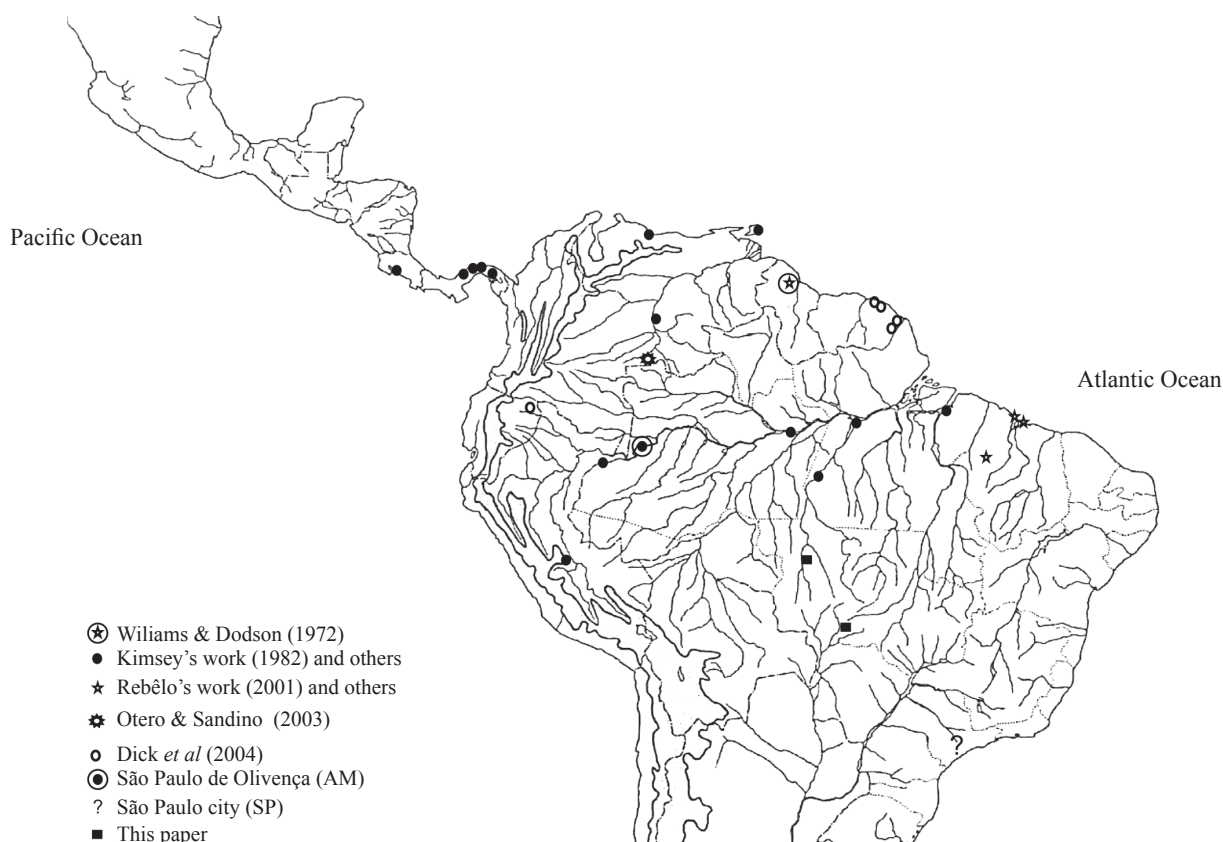 Pacific Ocean
Atlantic Ocean
Wiliams & Dodson (1972)
Kimsey's work (1982) and others
Rebêlo's work (2001) and others
Otero & Sandino (2003)
Dick et al (2004)
São Paulo de Olivença (AM)
? São Paulo city (SP)
This paper
?